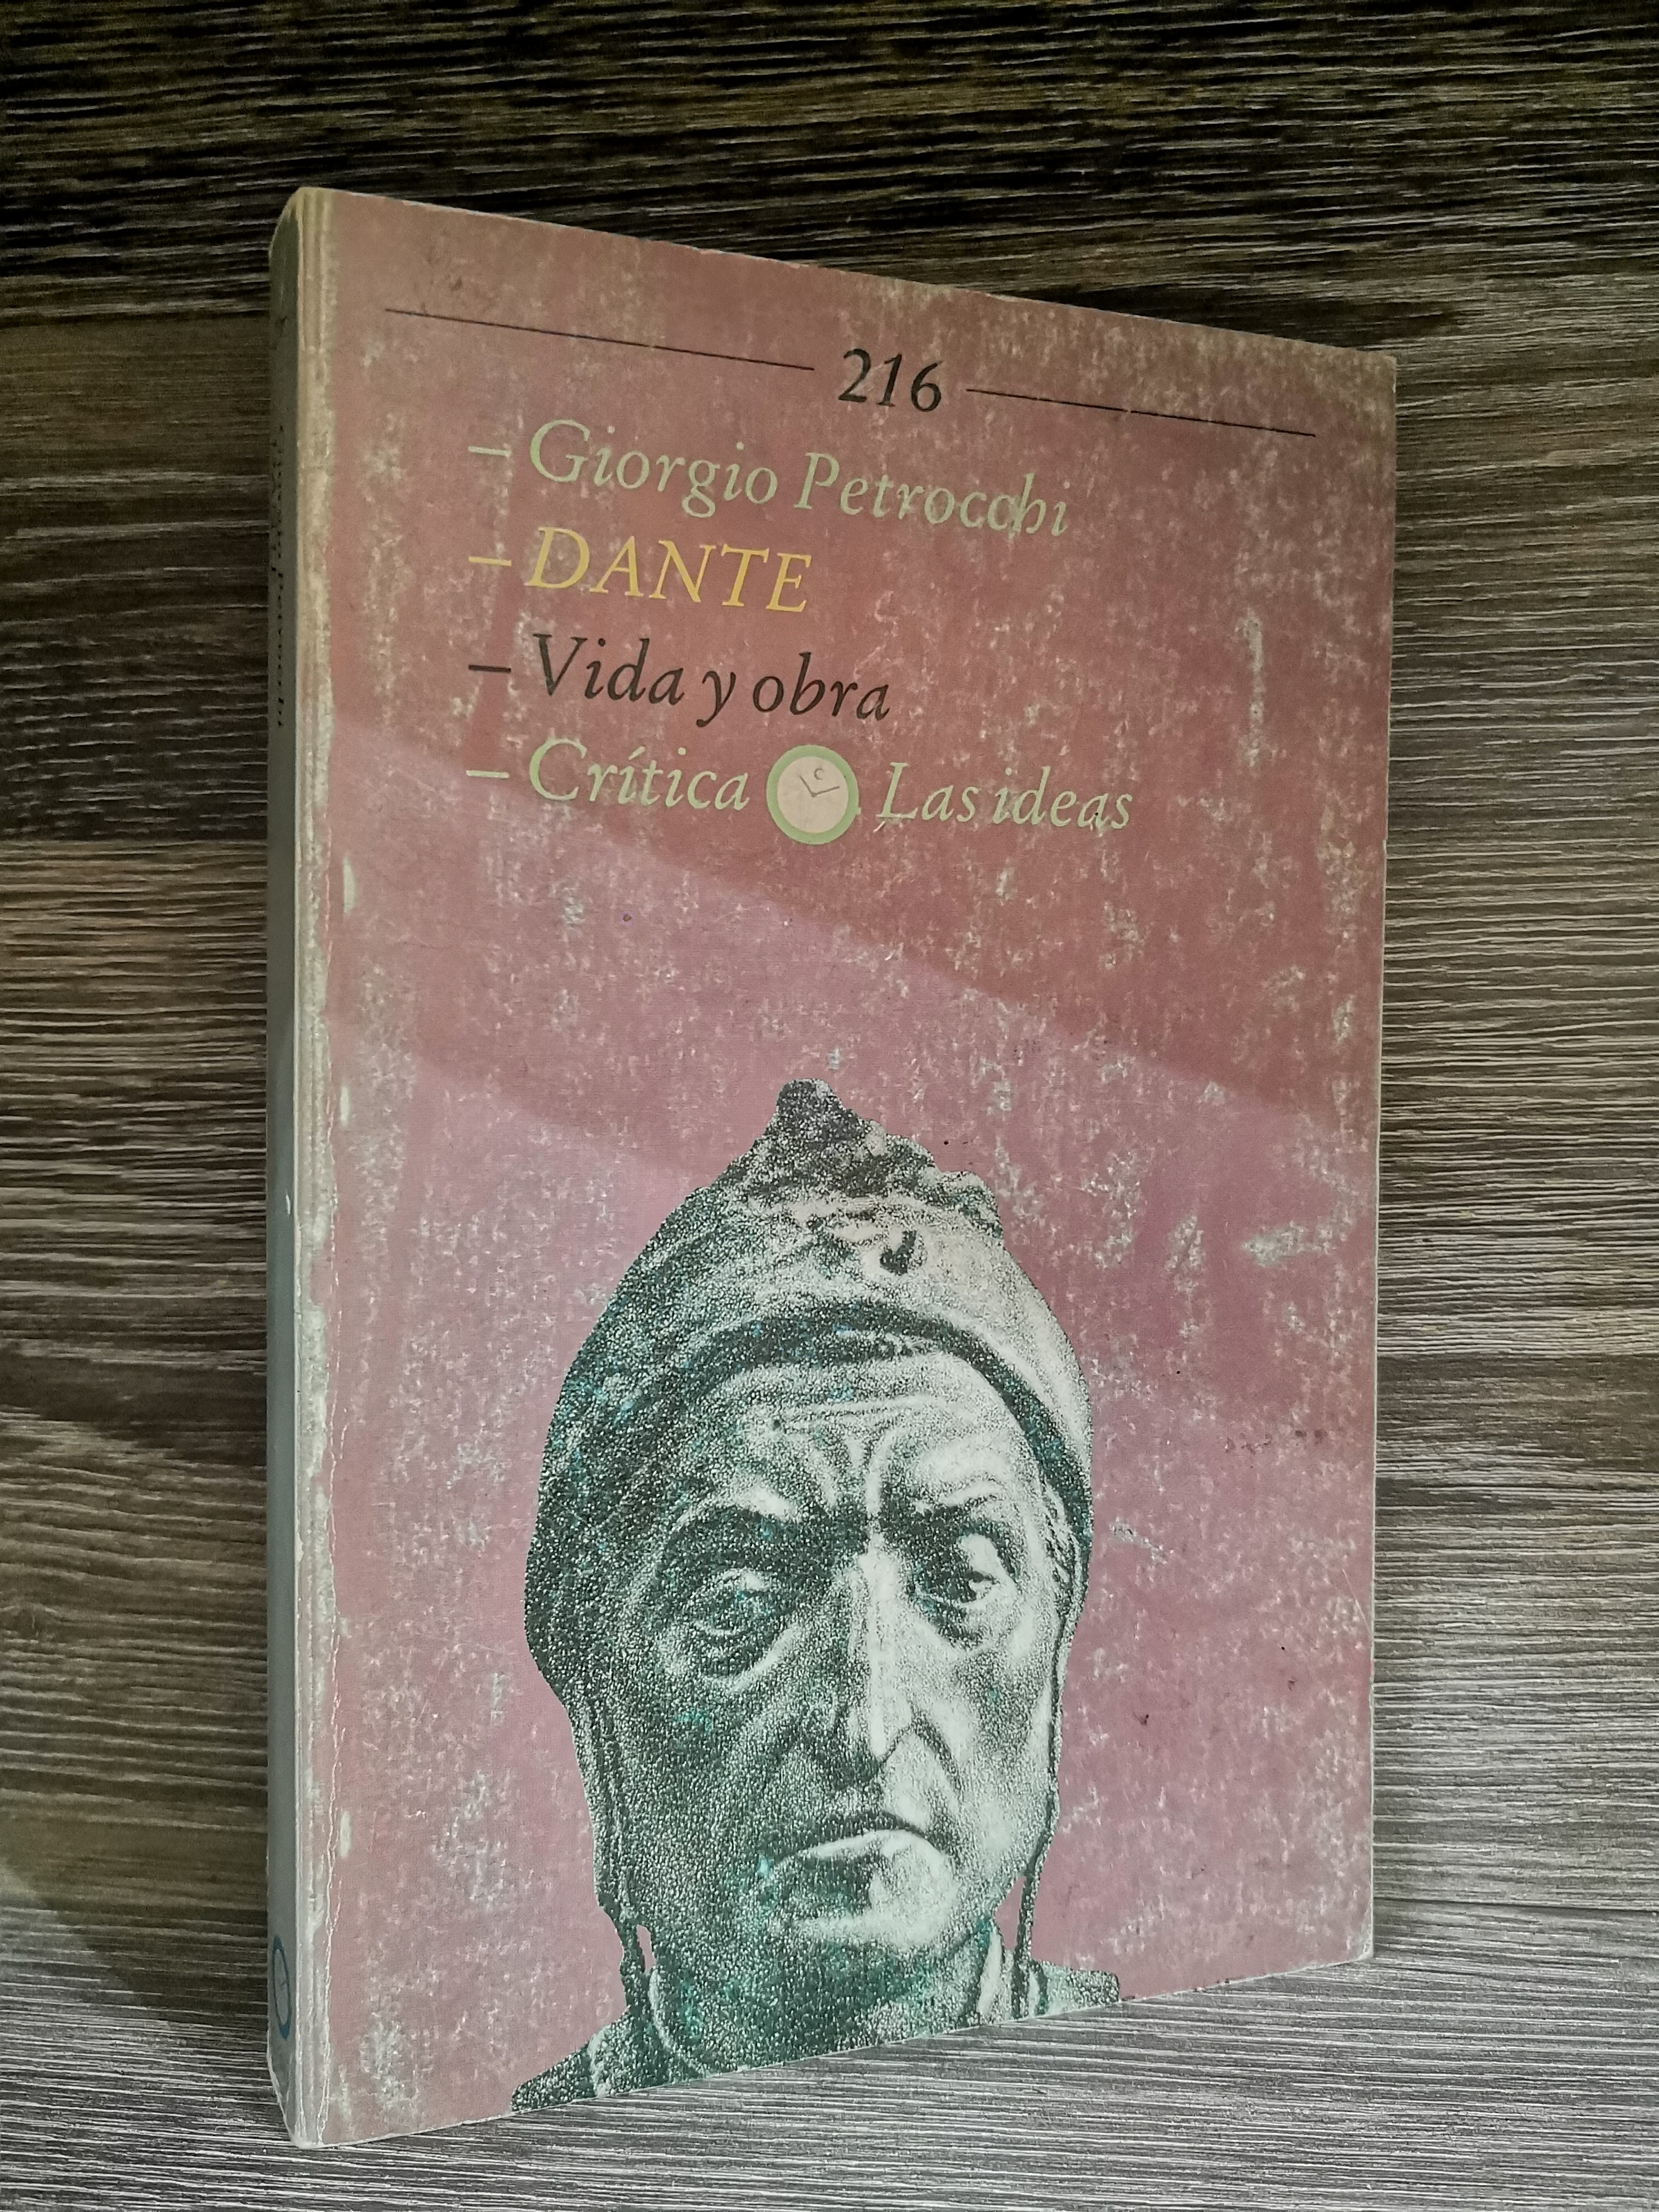 216
– Giorgio Petrocchi
– DANTE
– Vida y obra
– Crítica C Las ideas